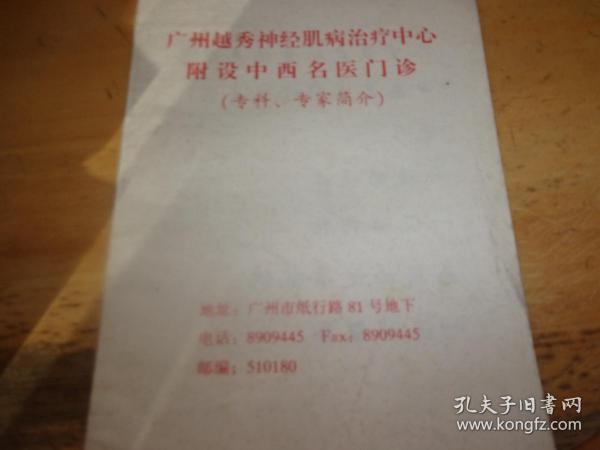 广州越秀神经肌病治疗中心
附设中西名医门诊
(专科、专家简介)
地址：广州市纸行路 81 号地下
电话：8909445 Fax：8909445
邮编：510180
孔夫子旧书网
www.kongfz.com